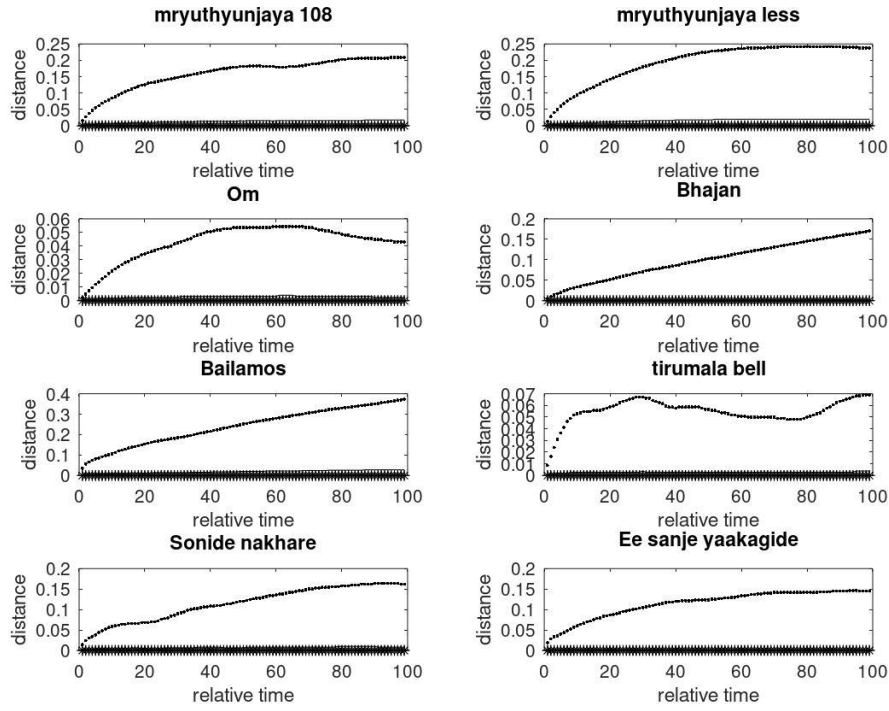 mryuthyunjaya 108
0.25
0.2
0.15
0.1
0.05
0
distance
0 20 40 60 80 100
relative time
mryuthyunjaya less
0.25
0.2
0.15
0.1
0.05
0
distance
0 20 40 60 80 100
relative time
Om
0.06
0.05
0.04
0.03
0.02
0.01
0
distance
0 20 40 60 80 100
relative time
Bhajan
0.2
0.15
0.1
0.05
0
distance
0 20 40 60 80 100
relative time
Bailamos
0.4
0.3
0.2
0.1
0
distance
0 20 40 60 80 100
relative time
tirumala bell
0.07
0.06
0.05
0.04
0.03
0.02
0.01
0
distance
0 20 40 60 80 100
relative time
Sonide nakhare
0.2
0.15
0.1
0.05
0
distance
0 20 40 60 80 100
relative time
Ee sanje yaakagide
0.2
0.15
0.1
0.05
0
distance
0 20 40 60 80 100
relative time